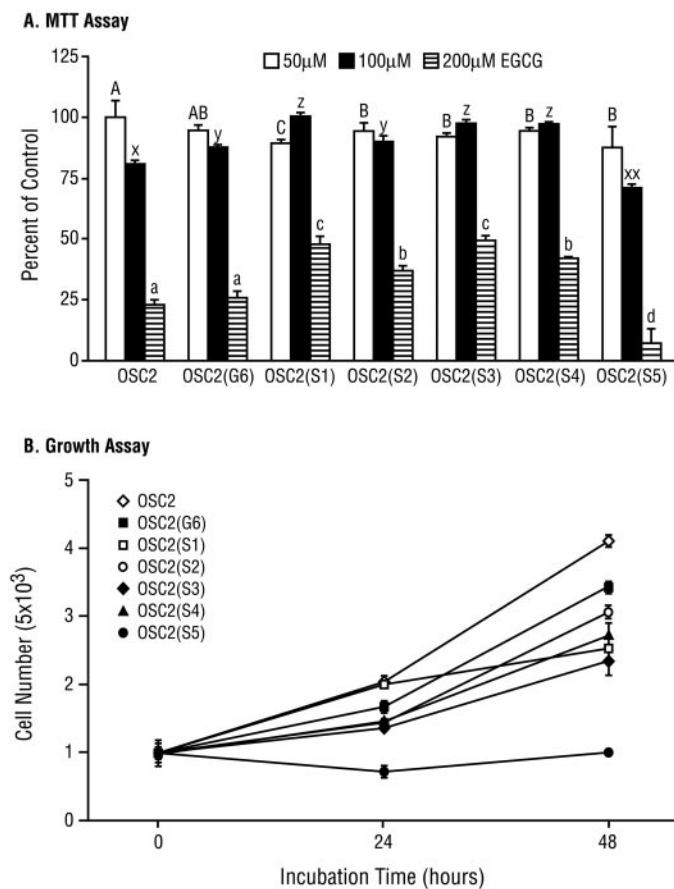 A. MTT Assay
125
100
75
50
25
0
Percent of Control
50μM 100μM 200μM EGCG
A x a
AB y a
C z c
B y b
B z c
B z b
B xx d
OSC2 OSC2(G6) OSC2(S1) OSC2(S2) OSC2(S3) OSC2(S4) OSC2(S5)
B. Growth Assay
5
4
3
2
1
0
Cell Number (5x10³)
OSC2
OSC2(G6)
OSC2(S1)
OSC2(S2)
OSC2(S3)
OSC2(S4)
OSC2(S5)
0 24 48
Incubation Time (hours)